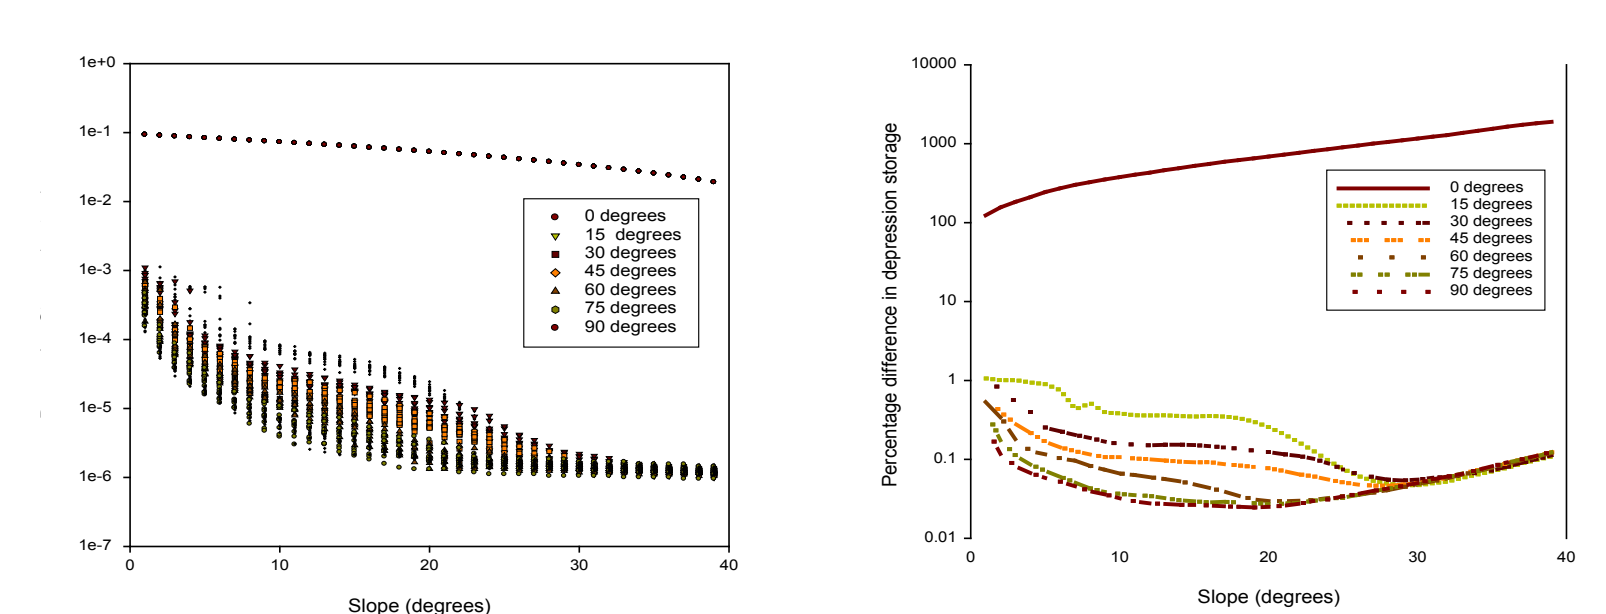 1e+0
1e-1
1e-2
1e-3
1e-4
1e-5
1e-6
1e-7
0
10
20
30
40
Slope (degrees)
0 degrees
15 degrees
30 degrees
45 degrees
60 degrees
75 degrees
90 degrees
Percentage difference in depression storage
10000
1000
100
10
1
0.1
0.01
0
10
20
30
40
Slope (degrees)
0 degrees
15 degrees
30 degrees
45 degrees
60 degrees
75 degrees
90 degrees